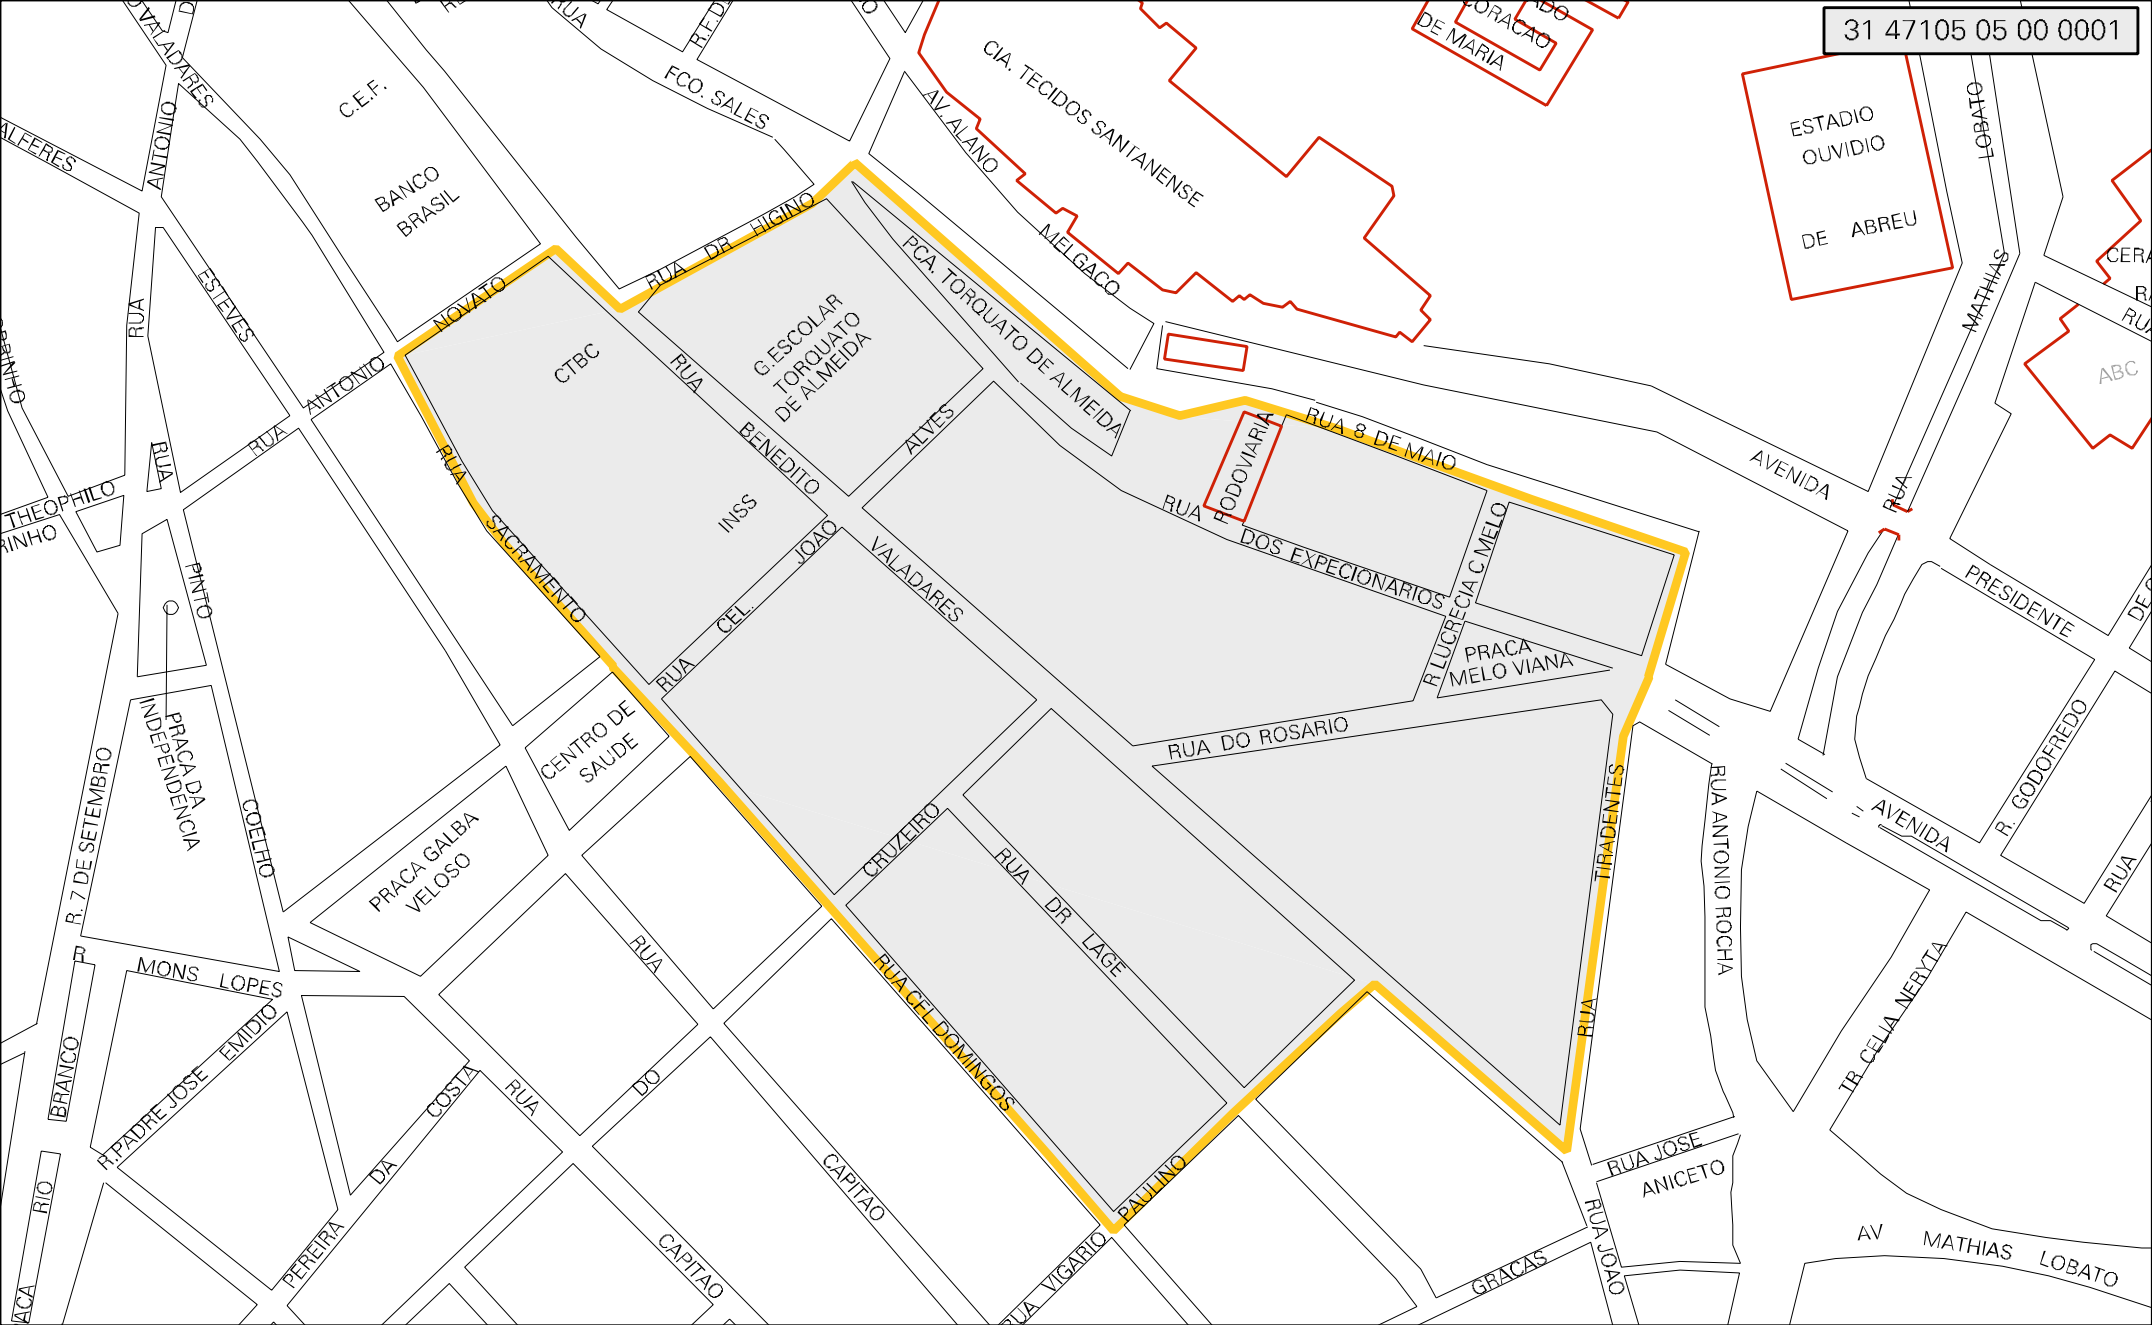 31 47105 05 00 0001
VALADARES
ANTONIO
ALFERES
C.E.F.
BANCO
BRASIL
RUA
FCO. SALES
AV. ALANO
MELGACO
CIA. TECIDOS SANTANENSE
CORACAO
DE MARIA
ESTADIO
OUVIDIO
DE ABREU
LOBATO
MATHIAS
RUA
ABC
ESTEVES
RUA
NOVATO
ANTONIO
RUA
RUA DR HIGINO
PCA. TORQUATO DE ALMEIDA
G.ESCOLAR
TORQUATO
DE ALMEIDA
CTBC
INSS
RUA
BENEDITO
VALADARES
ALVES
JOAO
CEL.
RUA
RUA
SACRAMENTO
RODOVIARIA
RUA 8 DE MAIO
AVENIDA
RUA
DOS EXPECIONARIOS
R LUCRECIA C MELO
PRACA
MELO VIANA
RUA DO ROSARIO
PRESIDENTE
R. GODOFREDO
AVENIDA
RUA
THEOPHILO
RINHO
RUA
PINTO
COELHO
PRACA DA
INDEPENDENCIA
R. 7 DE SETEMBRO
CENTRO DE
SAUDE
PRACA GALBA
VELOSO
CRUZEIRO
DO
RUA
RUA DR LAGE
RUA CEL DOMINGOS
TIRADENTES
RUA
RUA ANTONIO ROCHA
TR. CELIA NERYTA
R
MONS LOPES
R.PADRE JOSE EMIDIO
BRANCO
RIO
ACA
COSTA
DA
PEREIRA
RUA
CAPITAO
CAPITAO
PAULINO
RUA VIGARIO
GRACAS
RUA JOSE
ANICETO
RUA JOAO
AV MATHIAS LOBATO